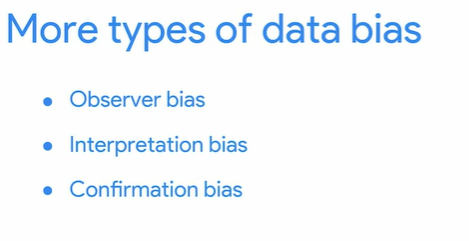 More types of data bias
• Observer bias
• Interpretation bias
• Confirmation bias